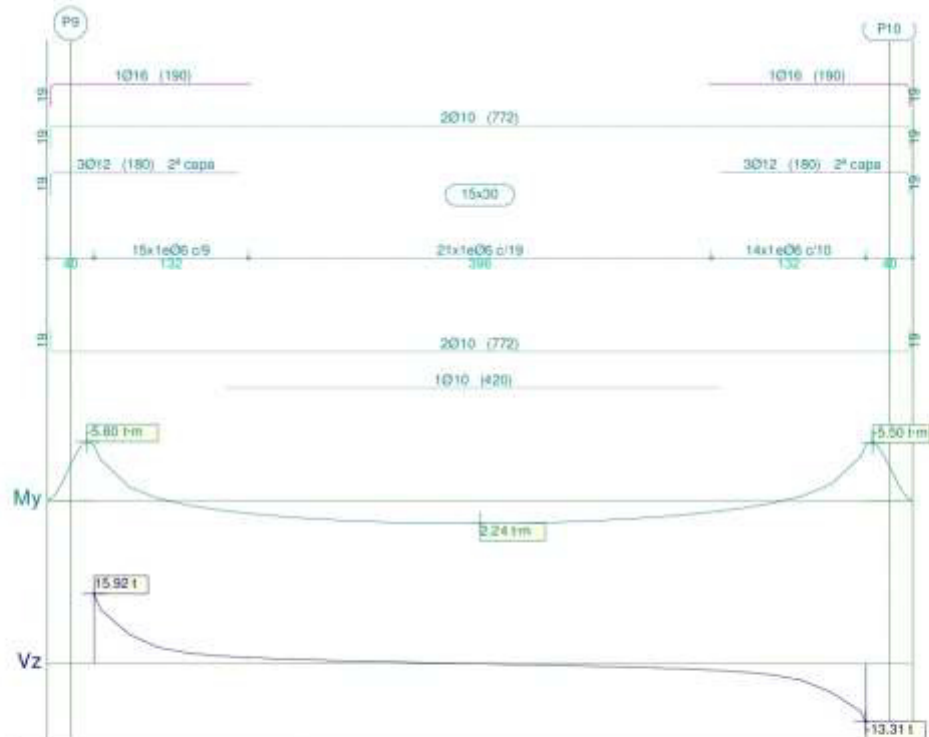 P9 P10
1Ø16 (190) 1Ø16 (190)
19 19
2Ø10 (772)
19 19
3Ø12 (180) 2ª capa 3Ø12 (180) 2ª capa
19 19
15x30
15x1eØ6 c/9 21x1eØ6 c/19 14x1eØ6 c/10
40 132 396 132 40
2Ø10 (772)
19 19
1Ø10 (420)
-5.60 t·m -5.50 t·m
My
2.24 t·m
15.92 t
Vz
-13.31 t